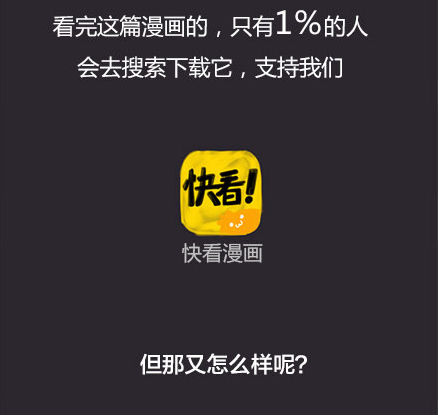 看完这篇漫画的，只有1%的人
会去搜索下载它，支持我们
快看！
快看漫画
但那又怎么样呢?